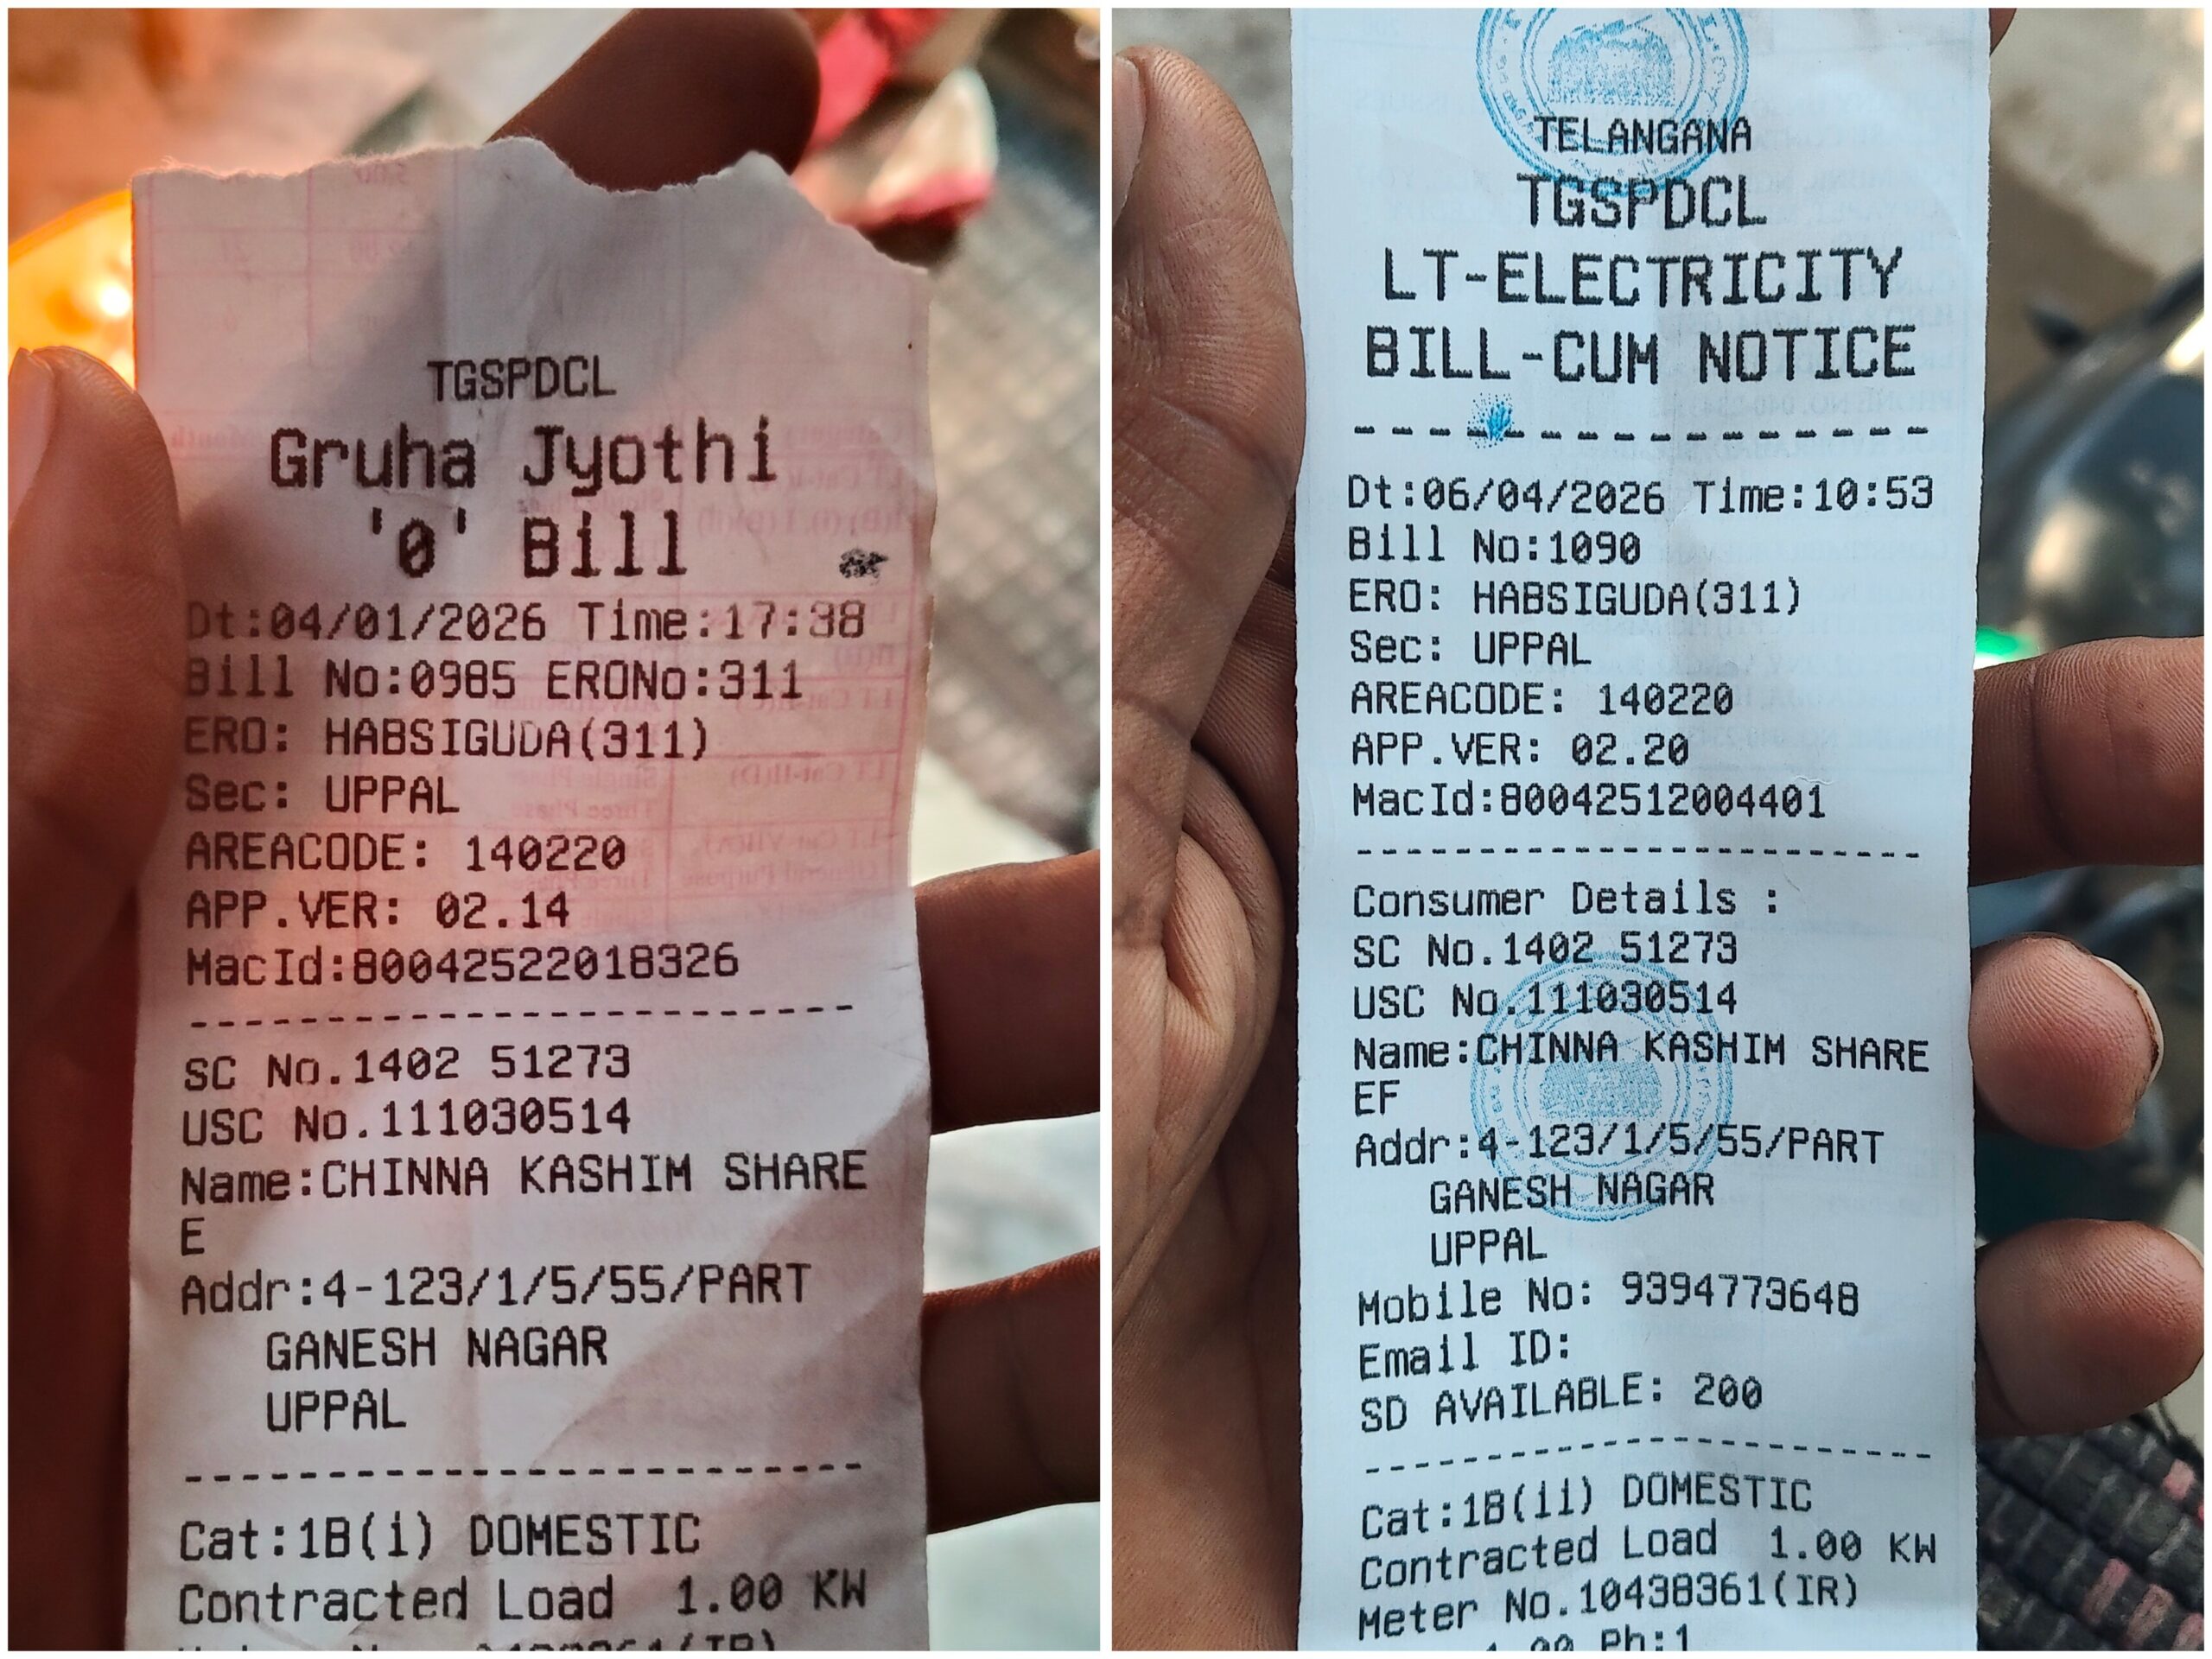 TGSPDCL
Gruha Jyothi
'0' Bill
Dt:04/01/2026 Time:17:38
Bill No:0985 ERONo:311
ERO: HABSIGUDA(311)
Sec: UPPAL
AREACODE: 140220
APP.VER: 02.14
MacId:80042522018326
------------------------
SC No.1402 51273
USC No.111030514
Name:CHINNA KASHIM SHARE
E
Addr:4-123/1/5/55/PART
GANESH NAGAR
UPPAL
------------------------
Cat:1B(i) DOMESTIC
Contracted Load 1.00 KW
TELANGANA
TGSPDCL
LT-ELECTRICITY
BILL-CUM NOTICE
------------------------
Dt:06/04/2026 Time:10:53
Bill No:1090
ERO: HABSIGUDA(311)
Sec: UPPAL
AREACODE: 140220
APP.VER: 02.20
MacId:80042512004401
------------------------
Consumer Details :
SC No.1402 51273
USC No.111030514
Name:CHINNA KASHIM SHARE
EF
Addr:4-123/1/5/55/PART
GANESH NAGAR
UPPAL
Mobile No: 9394773648
Email ID:
SD AVAILABLE: 200
------------------------
Cat:1B(ii) DOMESTIC
Contracted Load 1.00 KW
Meter No.10438361(IR)
Ph:1